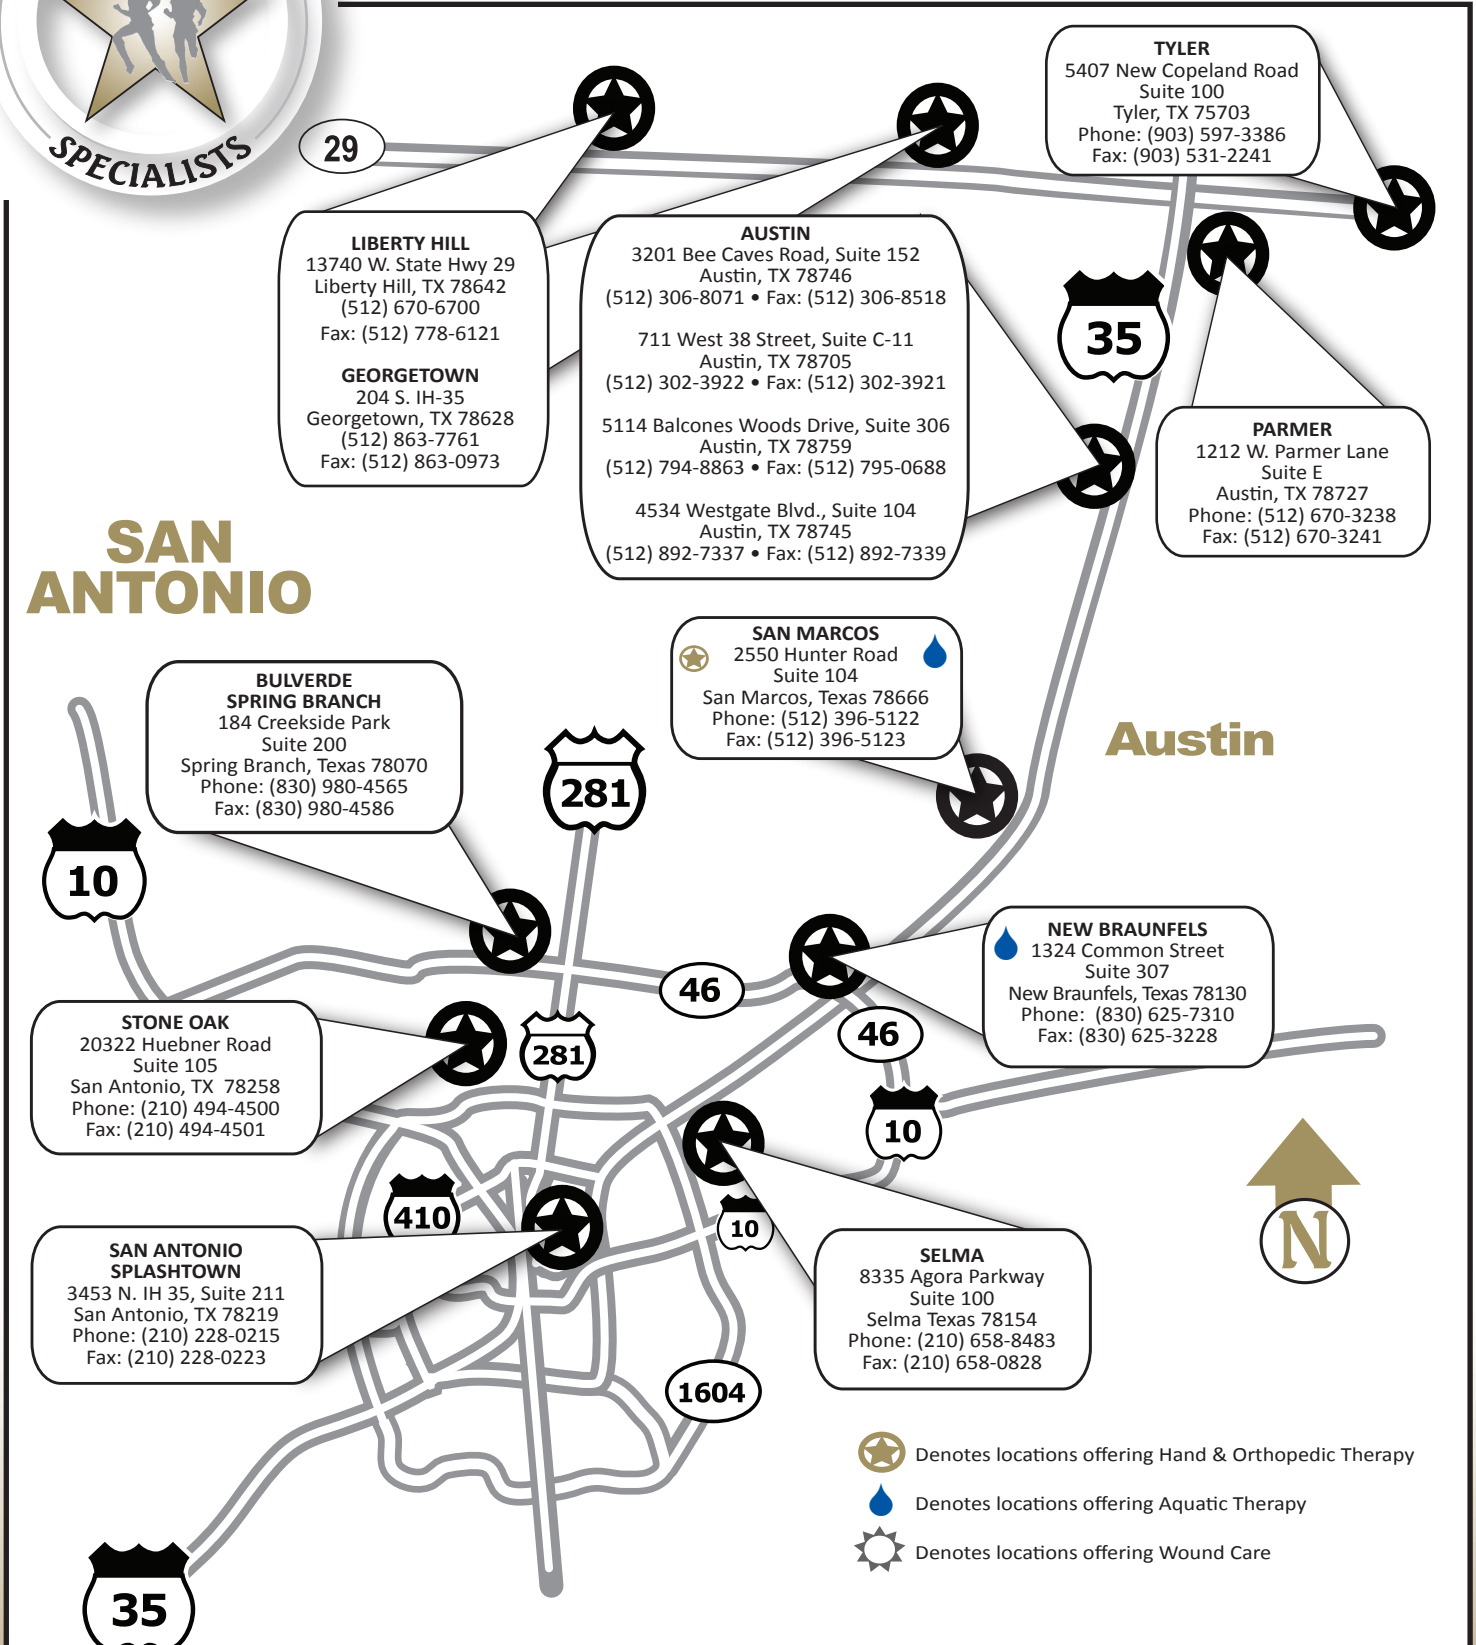 SPECIALISTS
29
TYLER
5407 New Copeland Road
Suite 100
Tyler, TX 75703
Phone: (903) 597-3386
Fax: (903) 531-2241
LIBERTY HILL
13740 W. State Hwy 29
Liberty Hill, TX 78642
(512) 670-6700
Fax: (512) 778-6121
GEORGETOWN
204 S. IH-35
Georgetown, TX 78628
(512) 863-7761
Fax: (512) 863-0973
AUSTIN
3201 Bee Caves Road, Suite 152
Austin, TX 78746
(512) 306-8071 • Fax: (512) 306-8518
711 West 38 Street, Suite C-11
Austin, TX 78705
(512) 302-3922 • Fax: (512) 302-3921
5114 Balcones Woods Drive, Suite 306
Austin, TX 78759
(512) 794-8863 • Fax: (512) 795-0688
4534 Westgate Blvd., Suite 104
Austin, TX 78745
(512) 892-7337 • Fax: (512) 892-7339
35
PARMER
1212 W. Parmer Lane
Suite E
Austin, TX 78727
Phone: (512) 670-3238
Fax: (512) 670-3241
SAN
ANTONIO
SAN MARCOS
2550 Hunter Road
Suite 104
San Marcos, Texas 78666
Phone: (512) 396-5122
Fax: (512) 396-5123
Austin
BULVERDE
SPRING BRANCH
184 Creekside Park
Suite 200
Spring Branch, Texas 78070
Phone: (830) 980-4565
Fax: (830) 980-4586
281
10
NEW BRAUNFELS
1324 Common Street
Suite 307
New Braunfels, Texas 78130
Phone: (830) 625-7310
Fax: (830) 625-3228
46
46
STONE OAK
20322 Huebner Road
Suite 105
San Antonio, TX 78258
Phone: (210) 494-4500
Fax: (210) 494-4501
281
10
410
10
N
SAN ANTONIO
SPLASHTOWN
3453 N. IH 35, Suite 211
San Antonio, TX 78219
Phone: (210) 228-0215
Fax: (210) 228-0223
SELMA
8335 Agora Parkway
Suite 100
Selma Texas 78154
Phone: (210) 658-8483
Fax: (210) 658-0828
1604
Denotes locations offering Hand & Orthopedic Therapy
Denotes locations offering Aquatic Therapy
Denotes locations offering Wound Care
35